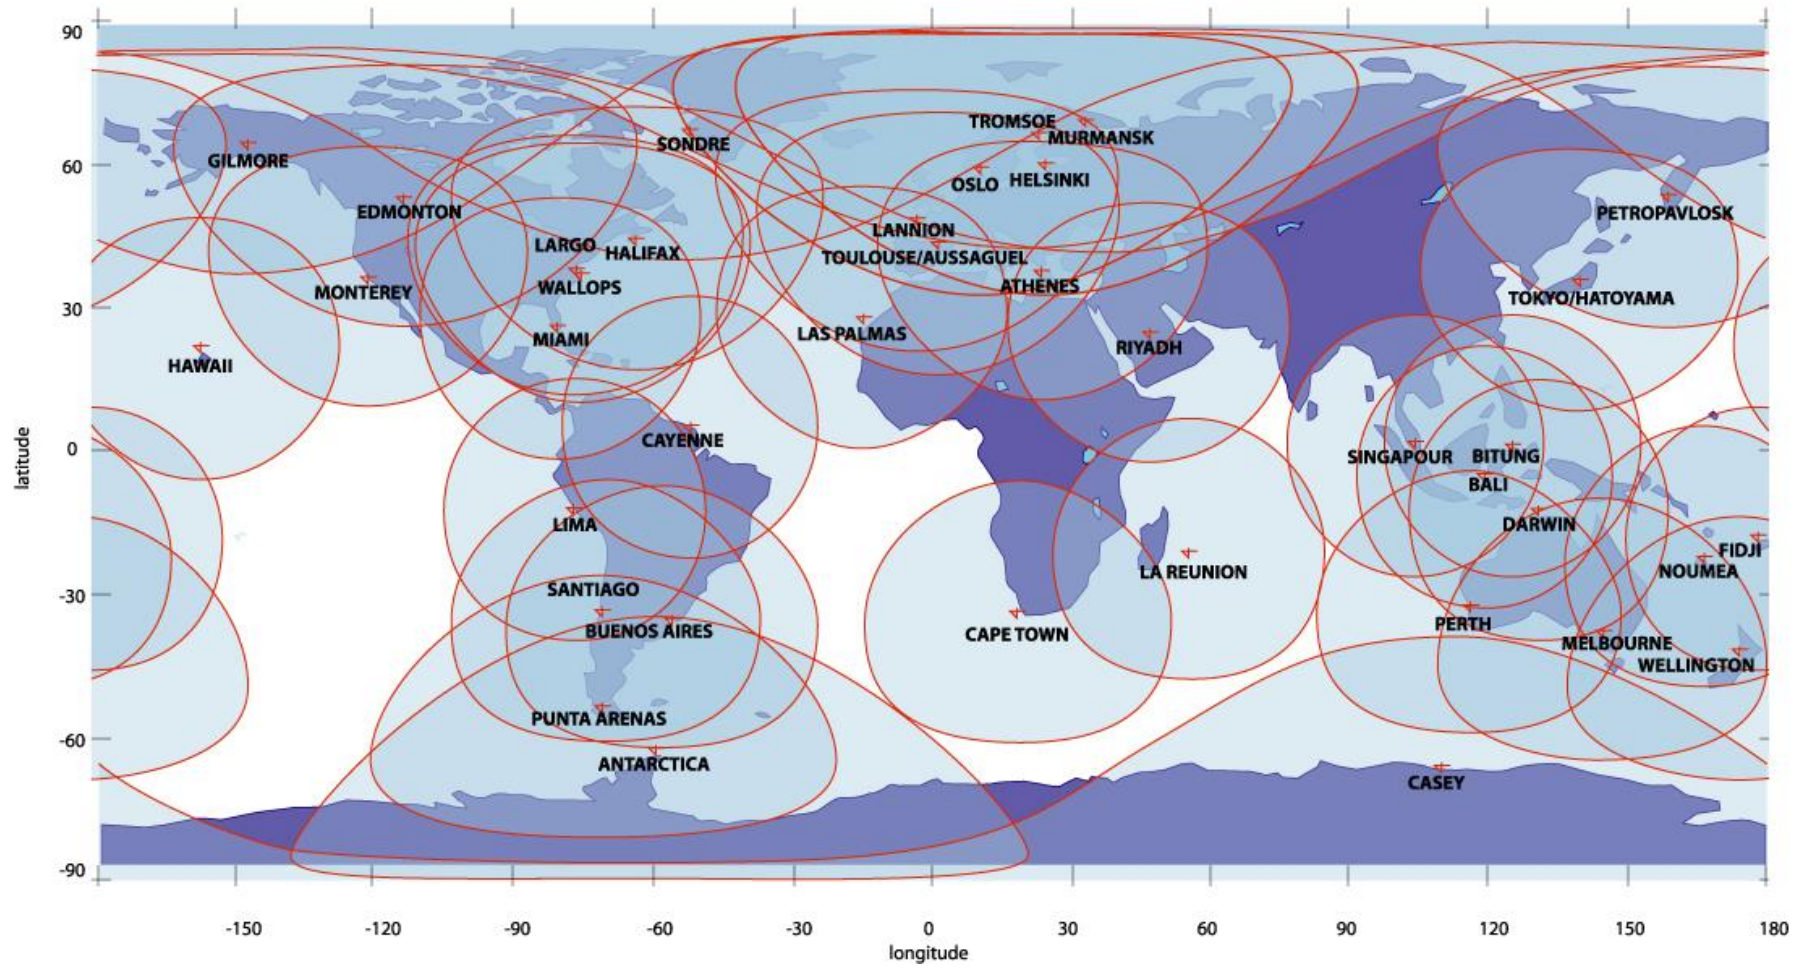 90
60
30
0
-30
-60
-90
latitude
GILMORE
EDMONTON
MONTEREY
HAWAII
SONDRE
LARGO
HALIFAX
WALLOPS
MIAMI
TROMSOE
MURMANSK
OSLO
HELSINKI
LANNION
TOULOUSE/AUSSAGUEL
ATHENES
LAS PALMAS
RIYADH
PETROPAVLOSK
TOKYO/HATOYAMA
CAYENNE
LIMA
SANTIAGO
BUENOS AIRES
PUNTA ARENAS
ANTARCTICA
CAPE TOWN
LA REUNION
SINGAPOUR
BITUNG
BALI
DARWIN
FIDJI
NOUMEA
PERTH
MELBOURNE
WELLINGTON
CASEY
-150
-120
-90
-60
-30
0
30
60
90
120
150
180
longitude